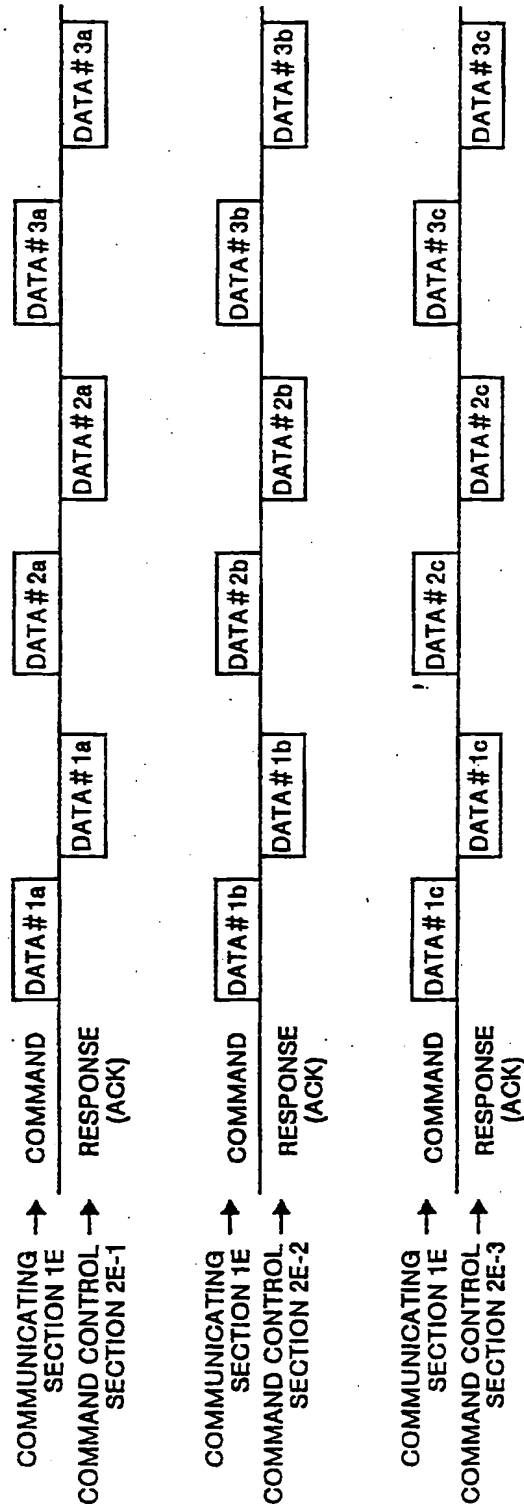 COMMUNICATING
SECTION 1E
COMMAND
DATA#1a
DATA#2a
DATA#3a
COMMAND CONTROL
SECTION 2E-1
RESPONSE
(ACK)
DATA#1a
DATA#2a
DATA#3a
COMMUNICATING
SECTION 1E
COMMAND
DATA#1b
DATA#2b
DATA#3b
COMMAND CONTROL
SECTION 2E-2
RESPONSE
(ACK)
DATA#1b
DATA#2b
DATA#3b
COMMUNICATING
SECTION 1E
COMMAND
DATA#1c
DATA#2c
DATA#3c
COMMAND CONTROL
SECTION 2E-3
RESPONSE
(ACK)
DATA#1c
DATA#2c
DATA#3c